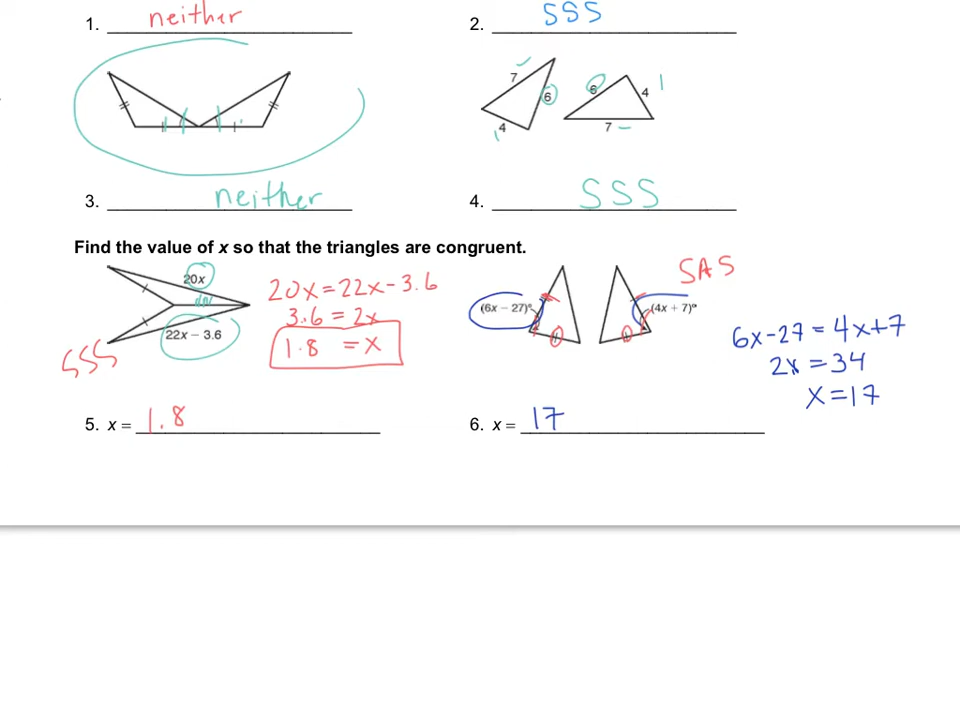 1. neither
2. SSS
7 6 4
6 4 7
3. neither
4. SSS
Find the value of x so that the triangles are congruent.
20x
22x – 3.6
SSS
20x = 22x - 3.6
3.6 = 2x
1.8 = x
(6x – 27)°
(4x + 7)°
SAS
6x-27 = 4x+7
2x = 34
x = 17
5. x = 1.8
6. x = 17